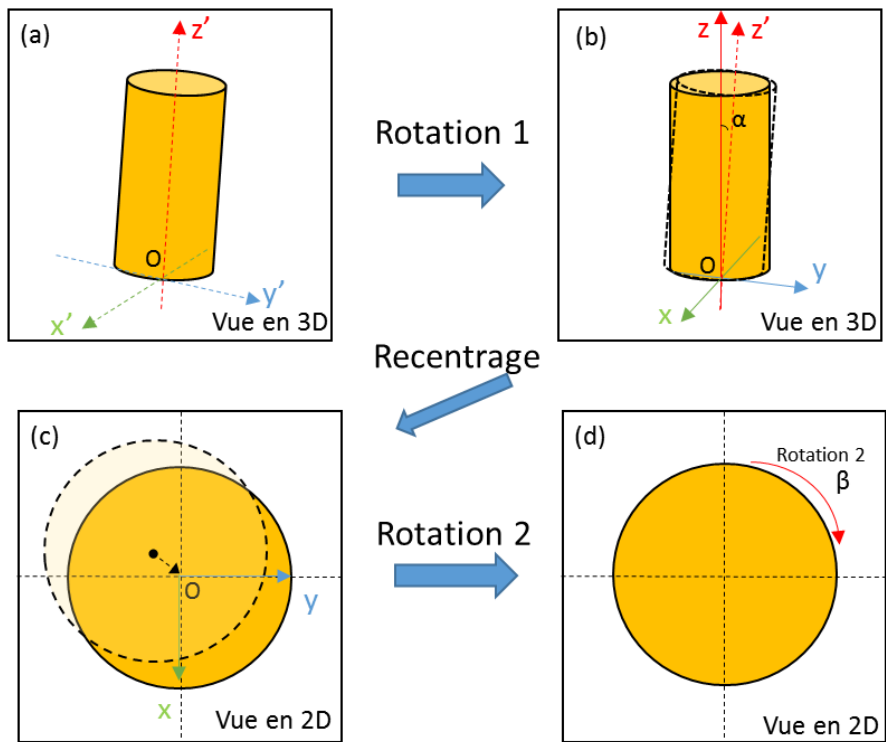 (a)
z'
O
y'
x'
Vue en 3D
Rotation 1
(b)
z
z'
α
O
y
x
Vue en 3D
Recentrage
(c)
O
y
x
Vue en 2D
Rotation 2
(d)
Rotation 2
β
Vue en 2D